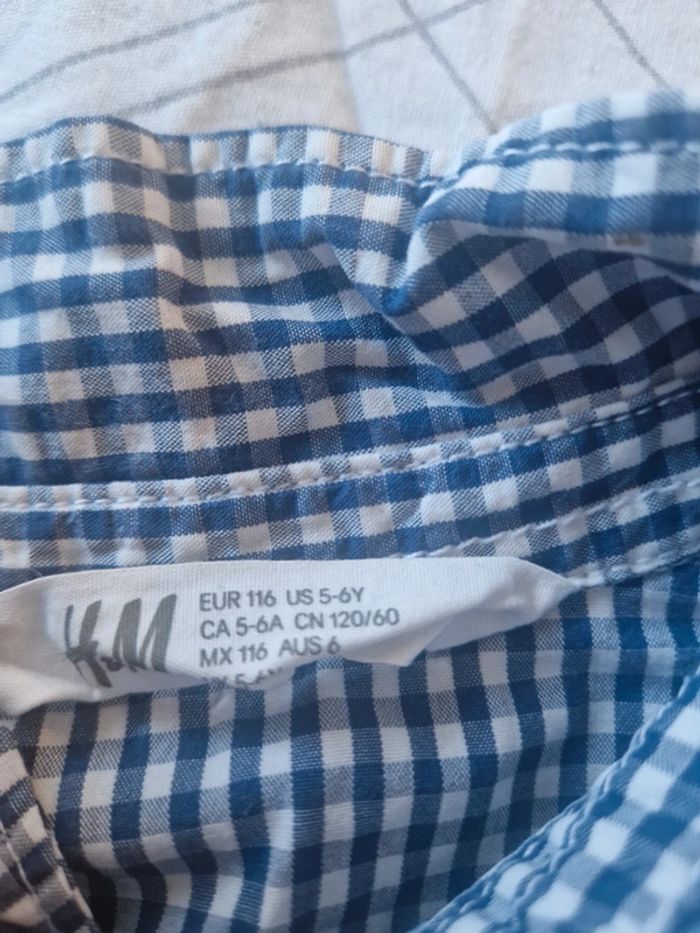 H&M
EUR 116 US 5-6Y
CA 5-6A CN 120/60
MX 116 AUS 6